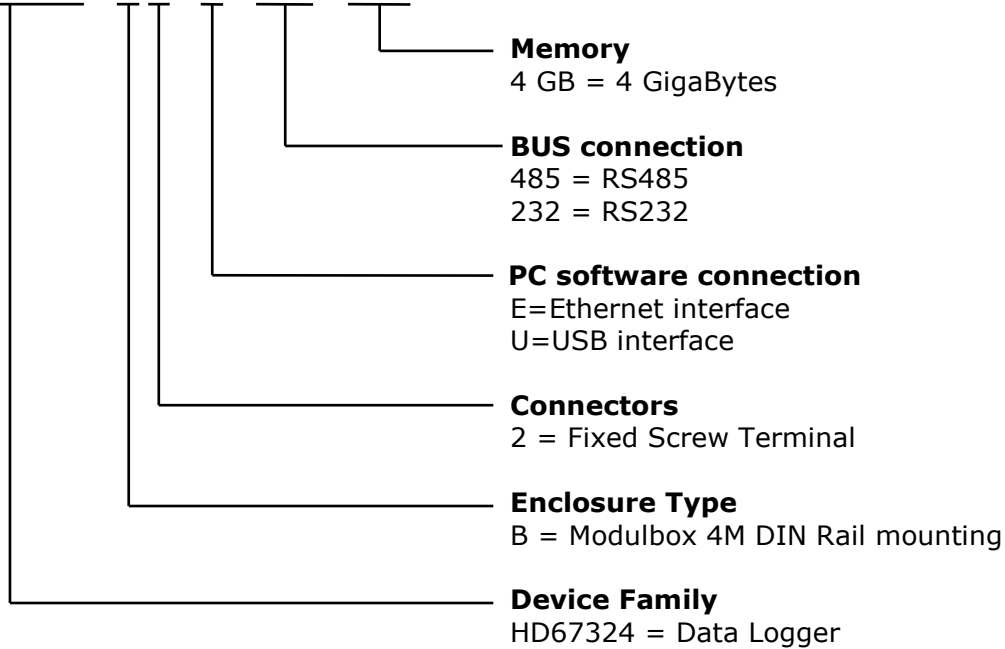 Memory
4 GB = 4 GigaBytes
BUS connection
485 = RS485
232 = RS232
PC software connection
E=Ethernet interface
U=USB interface
Connectors
2 = Fixed Screw Terminal
Enclosure Type
B = Modulbox 4M DIN Rail mounting
Device Family
HD67324 = Data Logger